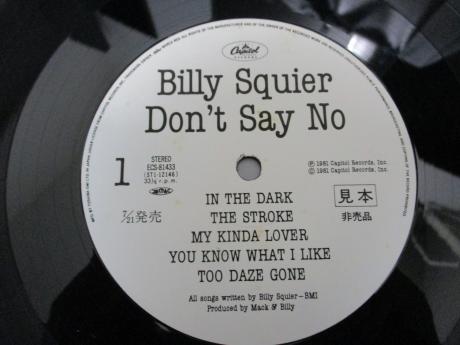 Capitol
RECORDS
Billy Squier
Don't Say No
1
STEREO
ECS-81433
(ST1-12146)
33⅓ r.p.m.
7/21発売
Ⓟ 1981 Capitol Records, Inc.
Ⓒ 1981 Capitol Records, Inc.
見本
非売品
IN THE DARK
THE STROKE
MY KINDA LOVER
YOU KNOW WHAT I LIKE
TOO DAZE GONE
All songs written by Billy Squier-BMI
Produced by Mack & Billy